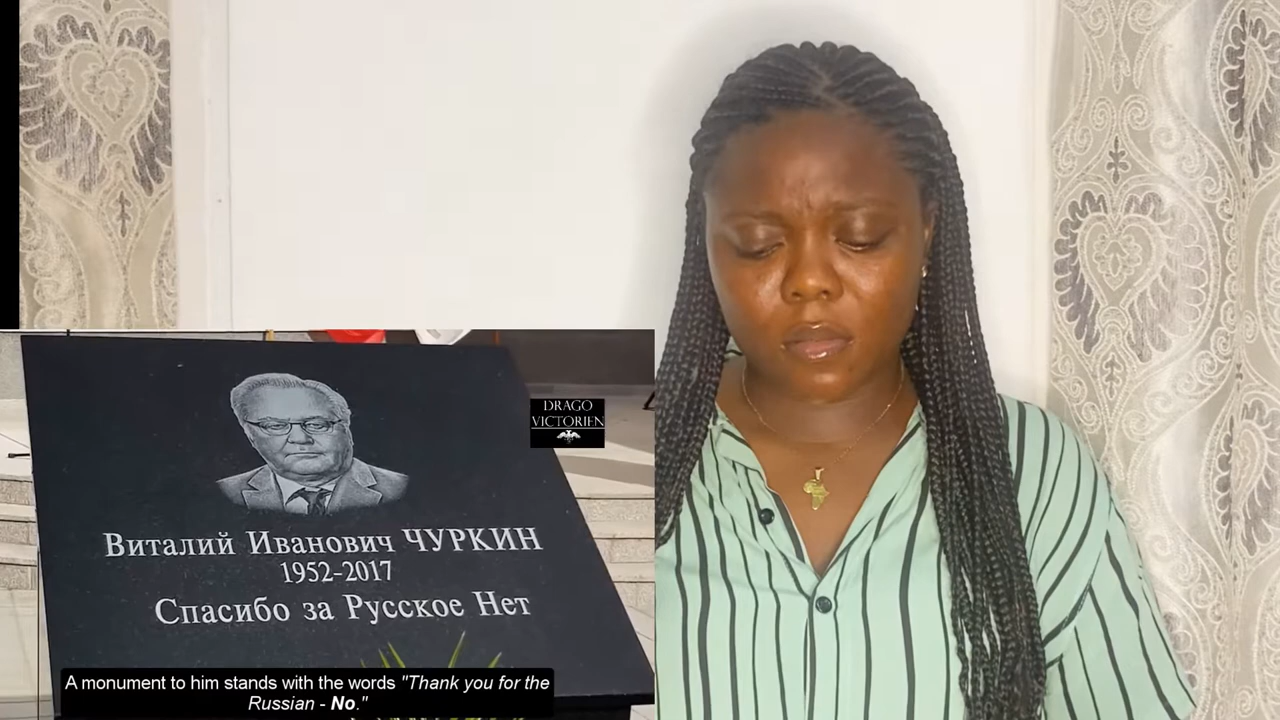 DRAGO
VICTORIEN
Виталий Иванович ЧУРКИН
1952-2017
Спасибо за Русское Нет
A monument to him stands with the words "Thank you for the
Russian - No."